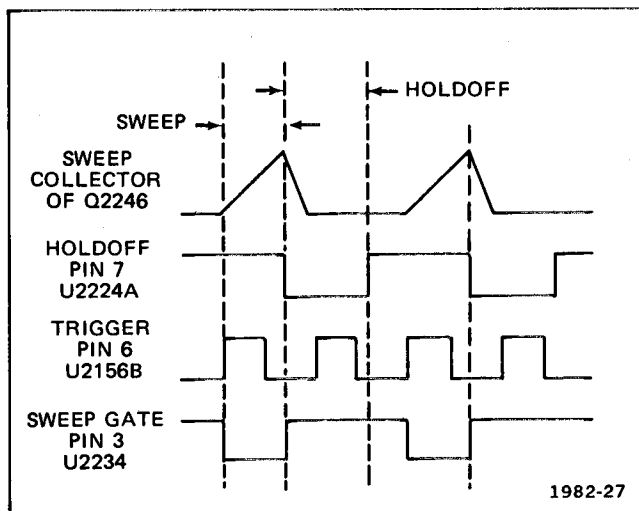 HOLDOFF
SWEEP
SWEEP
COLLECTOR
OF Q2246
HOLDOFF
PIN 7
U2224A
TRIGGER
PIN 6
U2156B
SWEEP GATE
PIN 3
U2234
1982-27